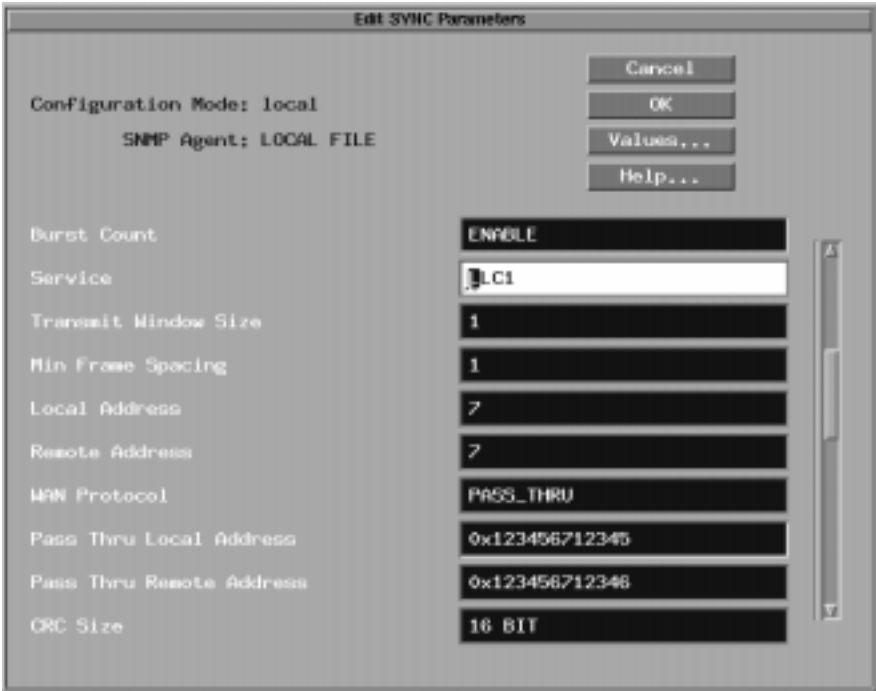 Edit SYNC Parameters
Cancel
Configuration Mode: local
OK
SNMP Agent: LOCAL FILE
Values...
Help...
Burst Count
ENABLE
Service
LLC1
Transmit Window Size
1
Min Frame Spacing
1
Local Address
7
Remote Address
7
WAN Protocol
PASS_THRU
Pass Thru Local Address
0x123456712345
Pass Thru Remote Address
0x123456712346
CRC Size
16 BIT